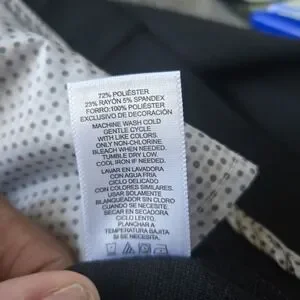 72% POLIÉSTER
23% RAYÓN 5% SPANDEX
FORRO:100% POLIÉSTER
EXCLUSIVO DE DECORACIÓN
MACHINE WASH COLD
GENTLE CYCLE
WITH LIKE COLORS.
ONLY NON-CHLORINE.
BLEACH WHEN NEEDED.
TUMBLE DRY LOW
COOL IRON IF NEEDED.
LAVAR EN LAVADORA
CON AGUA FRIA
CICLO DELICADO
CON COLORES SIMILARES.
USAR SOLAMENTE
BLANQUEADOR SIN CLORO
CUANDO SE NECESITE
SECAR EN SECADORA
CICLO LENTO.
PLANCHAR A
TEMPERATURA BAJITA
SI SE NECESITA.